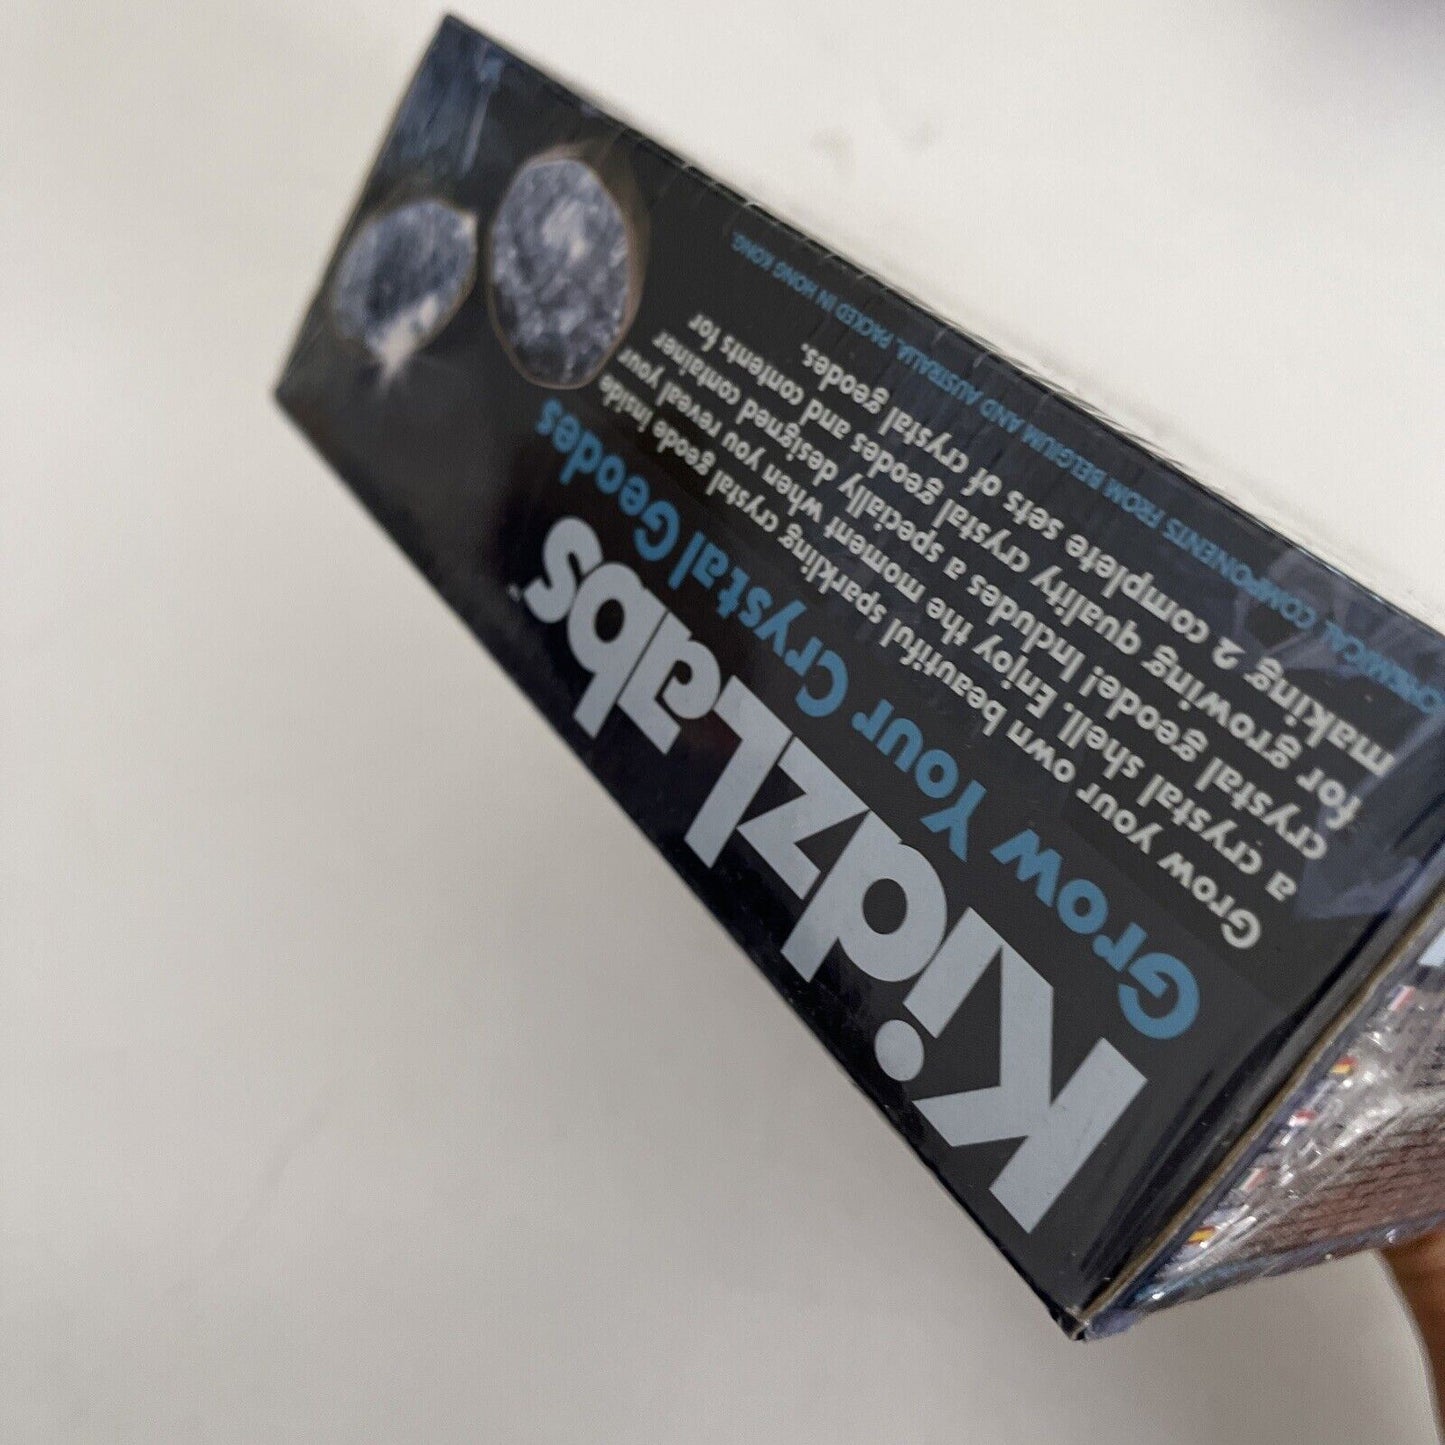 KidzLabs™
Grow Your Crystal Geodes
Grow your own beautiful sparkling crystal geode inside
a crystal shell. Enjoy the moment when you reveal your
crystal geode! Includes a specially designed container
for growing quality crystal geodes and contents for
making 2 complete sets of crystal geodes.
CHEMICAL COMPONENTS FROM BELGIUM AND AUSTRALIA. PACKED IN HONG KONG.